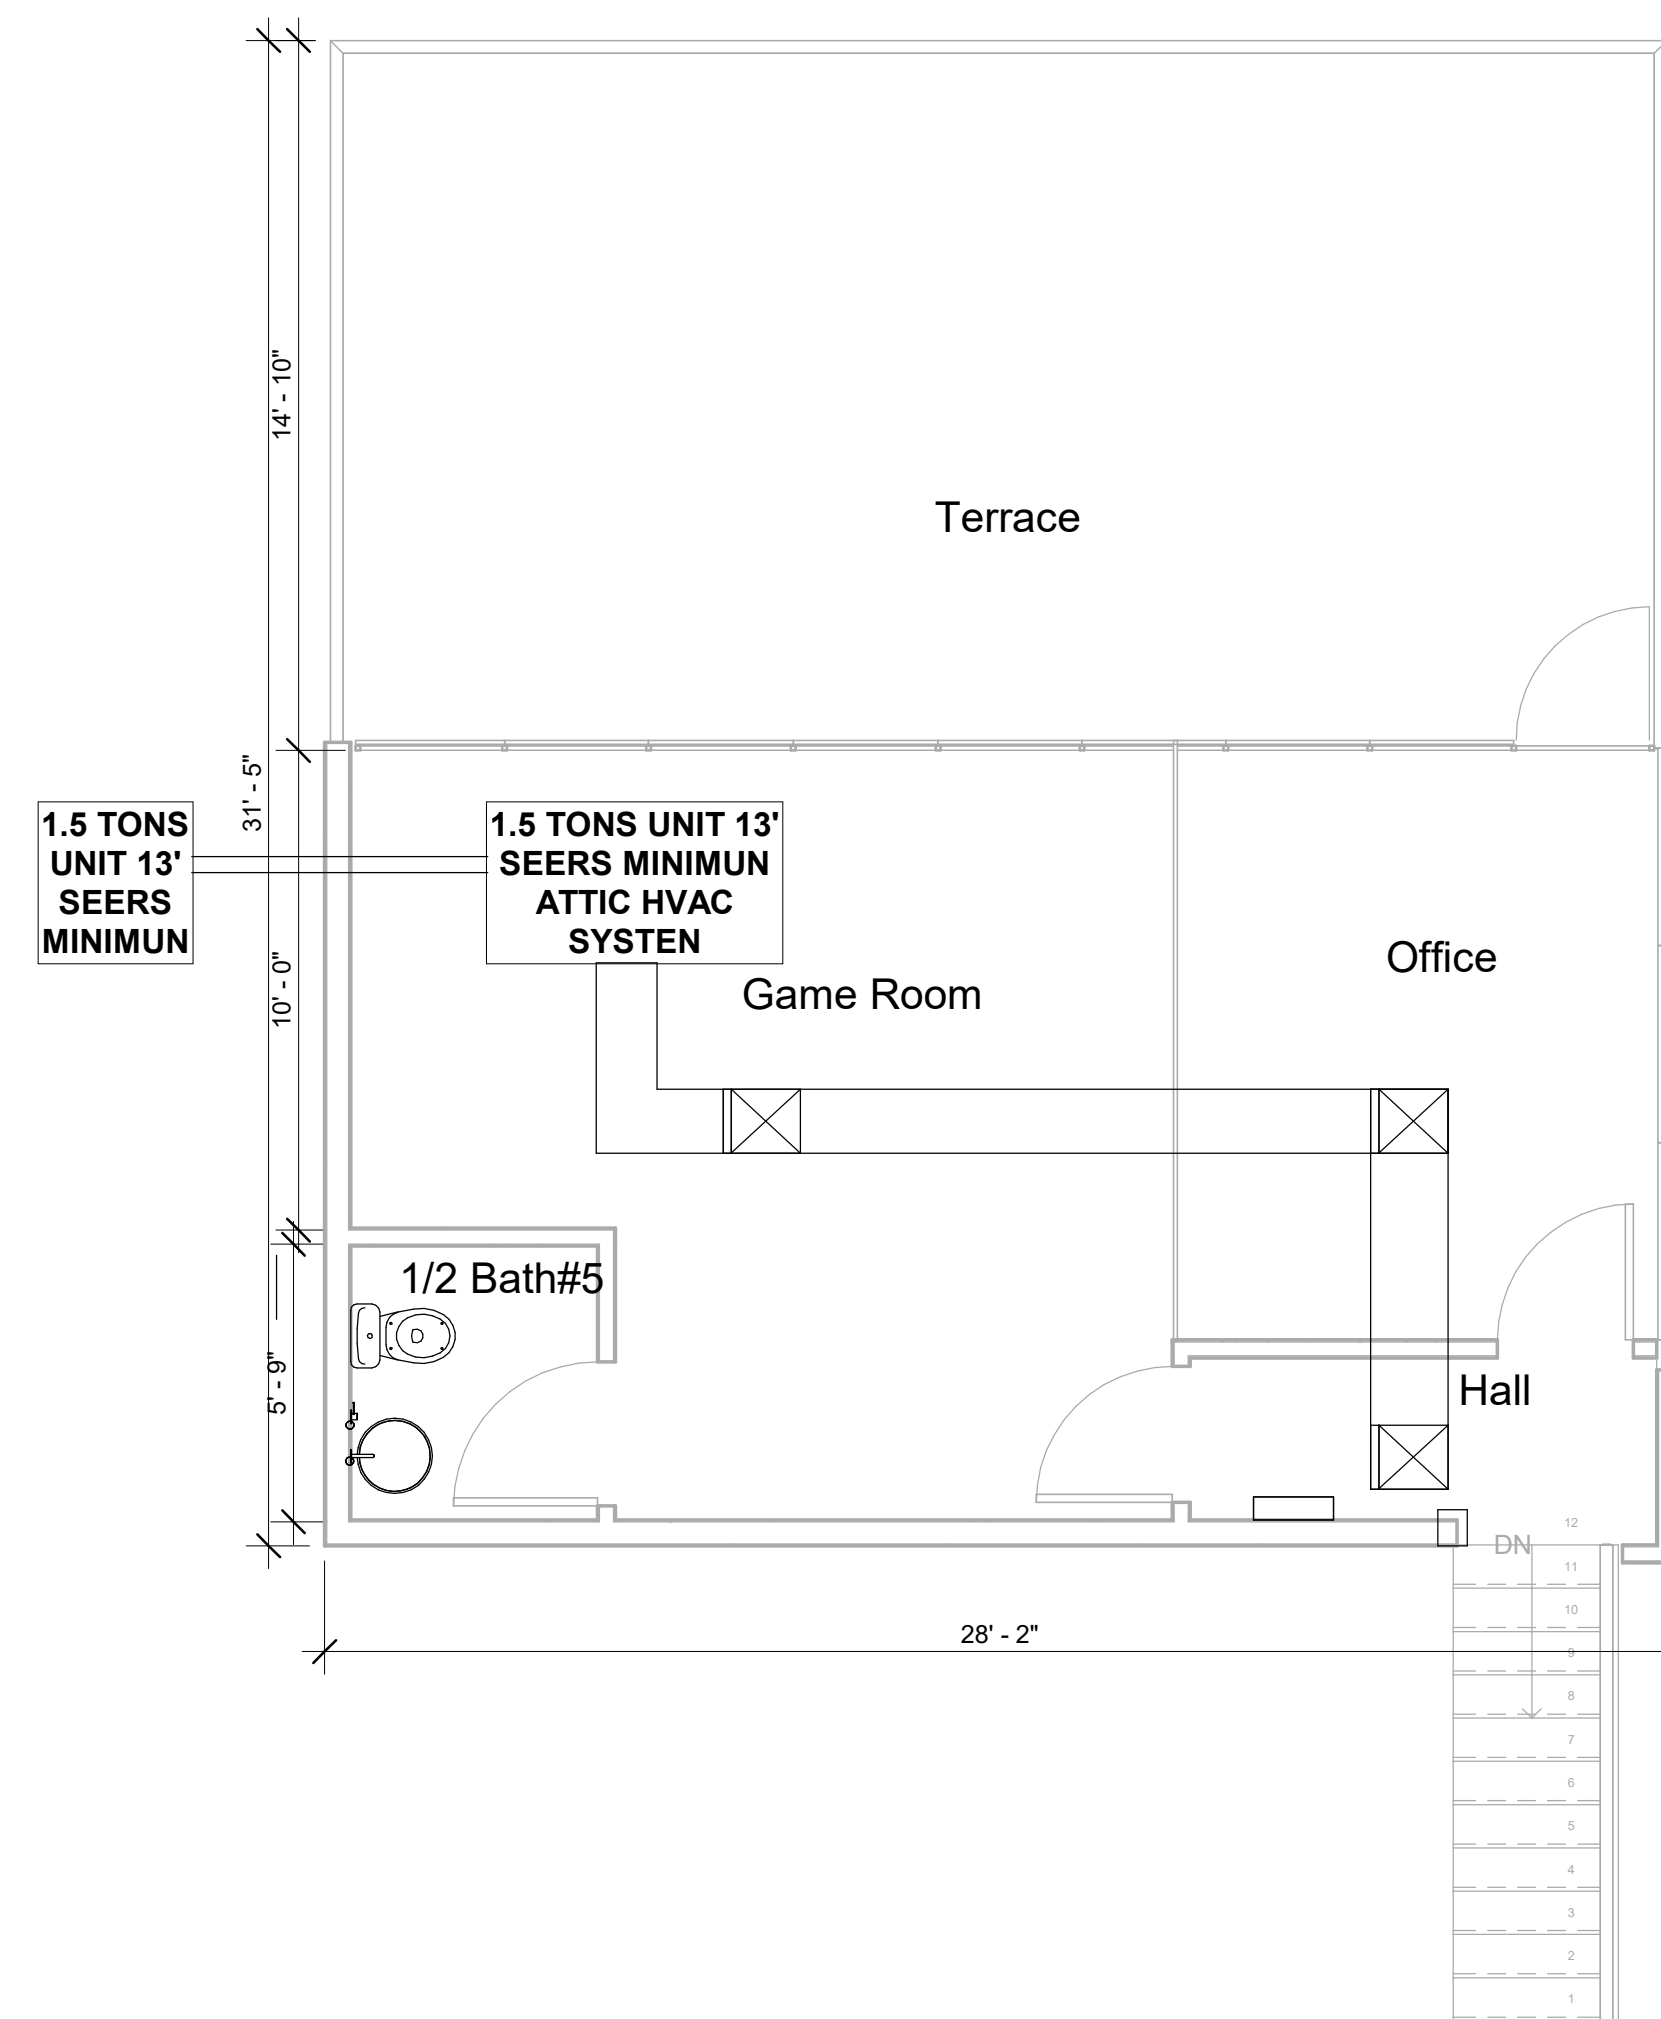 14' - 10"
Terrace
31' - 5"
1.5 TONS
UNIT 13'
SEERS
MINIMUN
1.5 TONS UNIT 13'
SEERS MINIMUN
ATTIC HVAC
SYSTEN
Office
10' - 0"
Game Room
1/2 Bath#5
5' - 9"
Hall
12
DN
11
10
28' - 2"
9
8
7
6
5
4
3
2
1